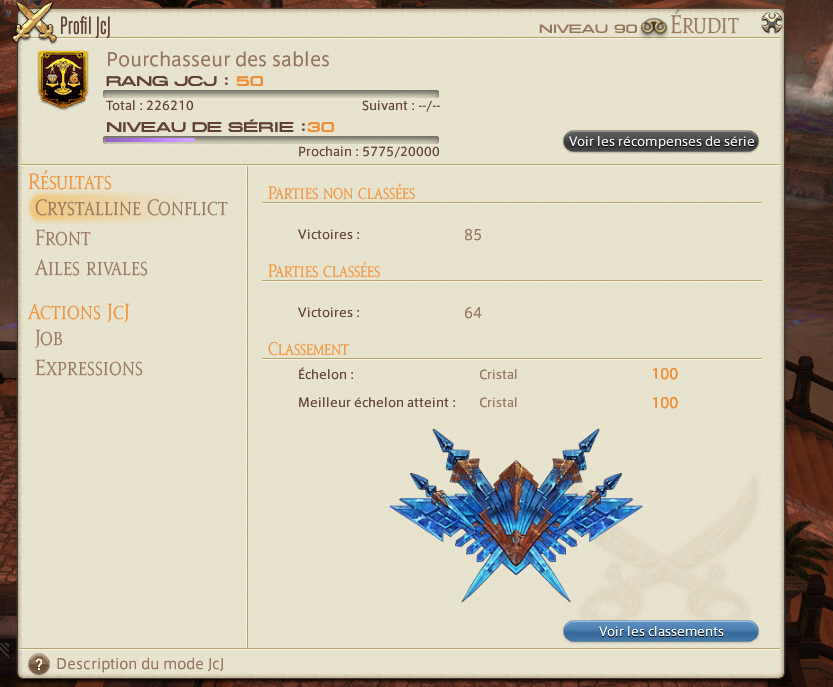 Profil JcJ
NIVEAU 90 ÉRUDIT
Pourchasseur des sables
RANG JCJ : 50
Total : 226210 Suivant : --/--
NIVEAU DE SÉRIE :30
Prochain : 5775/20000
Voir les récompenses de série
RÉSULTATS
CRYSTALLINE CONFLICT
FRONT
AILES RIVALES
ACTIONS JCJ
JOB
EXPRESSIONS
PARTIES NON CLASSÉES
Victoires : 85
PARTIES CLASSÉES
Victoires : 64
CLASSEMENT
Échelon : Cristal 100
Meilleur échelon atteint : Cristal 100
Voir les classements
? Description du mode JcJ